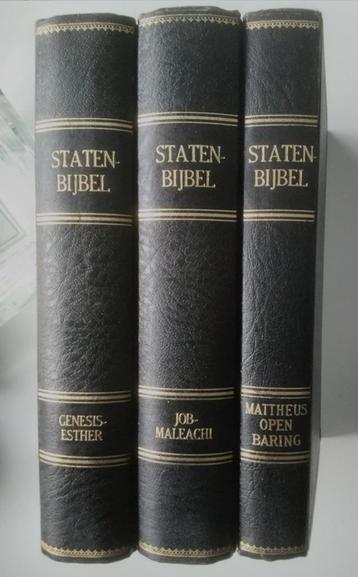 STATEN-
BIJBEL
GENESIS-
ESTHER
STATEN-
BIJBEL
JOB-
MALEACHI
STATEN-
BIJBEL
MATTHEUS
OPEN
BARING